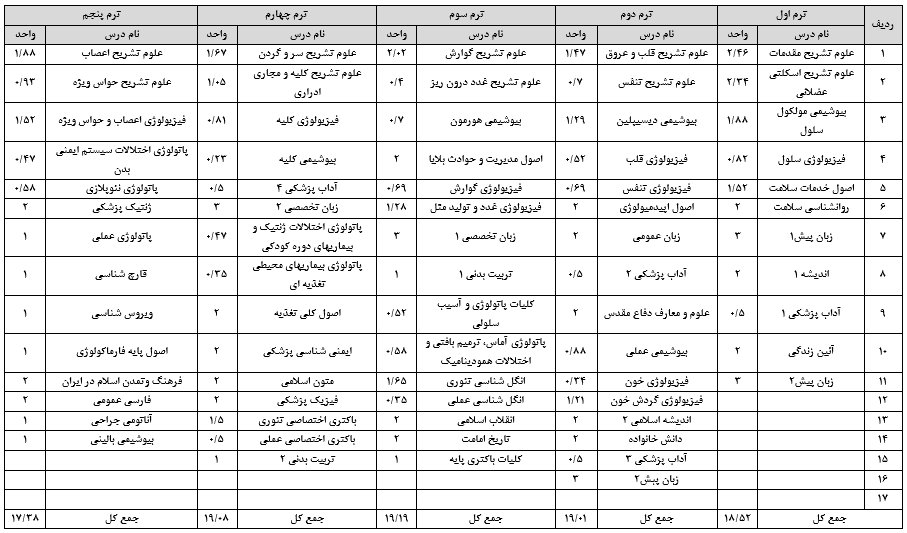 ردیف ترم اول ترم دوم ترم سوم ترم چهارم ترم پنجم
نام درس واحد نام درس واحد نام درس واحد نام درس واحد نام درس واحد
۱ علوم تشریح مقدمات ۲/۴۶ علوم تشریح قلب و عروق ۱/۴۷ علوم تشریح گوارش ۲/۰۲ علوم تشریح سر و گردن ۱/۶۷ علوم تشریح اعصاب ۱/۸۸
۲ علوم تشریح اسکلتی عضلانی ۲/۳۴ علوم تشریح تنفس ۰/۷ علوم تشریح غدد درون ریز ۰/۴ علوم تشریح کلیه و مجاری ادراری ۱/۰۵ علوم تشریح حواس ویژه ۰/۹۳
۳ بیوشیمی مولکول سلول ۱/۸۸ بیوشیمی دیسیپلین ۱/۲۹ بیوشیمی هورمون ۰/۷ فیزیولوژی کلیه ۰/۸۱ فیزیولوژی اعصاب و حواس ویژه ۱/۵۲
۴ فیزیولوژی سلول ۰/۸۲ فیزیولوژی قلب ۰/۵۲ اصول مدیریت و حوادث بلایا ۲ بیوشیمی کلیه ۰/۲۳ پاتولوژی اختلالات سیستم ایمنی بدن ۰/۴۷
۵ اصول خدمات سلامت ۱/۵۲ فیزیولوژی تنفس ۰/۶۹ فیزیولوژی گوارش ۰/۶۹ آداب پزشکی ۴ ۰/۵ پاتولوژی نئوپلازی ۰/۵۸
۶ روانشناسی سلامت ۲ اصول اپیدمیولوژی ۲ فیزیولوژی غدد و تولید مثل ۱/۲۸ زبان تخصصی ۲ ۳ ژنتیک پزشکی ۲
۷ زبان پیش۱ ۳ زبان عمومی ۲ زبان تخصصی ۱ ۳ پاتولوژی اختلالات ژنتیک و بیماریهای دوره کودکی ۰/۴۷ پاتولوژی عملی ۱
۸ اندیشه ۱ ۲ آداب پزشکی ۲ ۰/۵ تربیت بدنی ۱ ۱ پاتولوژی بیماریهای محیطی تغذیه ای ۰/۳۵ قارچ شناسی ۱
۹ آداب پزشکی ۱ ۰/۵ علوم و معارف دفاع مقدس ۲ کلیات پاتولوژی و آسیب سلولی ۰/۵۲ اصول کلی تغذیه ۲ ویروس شناسی ۱
۱۰ آئین زندگی ۲ بیوشیمی عملی ۰/۸۸ پاتولوژی آماس، ترمیم بافتی و اختلالات همودینامیک ۰/۵۸ ایمنی شناسی پزشکی ۲ اصول پایه فارماکولوژی ۱
۱۱ زبان پیش۲ ۳ فیزیولوژی خون ۰/۳۴ انگل شناسی تئوری ۱/۶۵ متون اسلامی ۲ فرهنگ وتمدن اسلام در ایران ۲
۱۲ فیزیولوژی گردش خون ۱/۲۱ انگل شناسی عملی ۰/۳۵ فیزیک پزشکی ۲ فارسی عمومی ۲
۱۳ اندیشه اسلامی ۲ ۲ انقلاب اسلامی ۲ باکتری اختصاصی تئوری ۱/۵ آناتومی جراحی ۱
۱۴ دانش خانواده ۲ تاریخ امامت ۲ باکتری اختصاصی عملی ۰/۵ بیوشیمی بالینی ۱
۱۵ آداب پزشکی ۳ ۰/۵ کلیات باکتری پایه ۱ تربیت بدنی ۲ ۱
۱۶ زبان پیش۲ ۳
۱۷
جمع کل ۱۸/۵۲ جمع کل ۱۹/۰۱ جمع کل ۱۹/۱۹ جمع کل ۱۹/۰۸ جمع کل ۱۷/۳۸